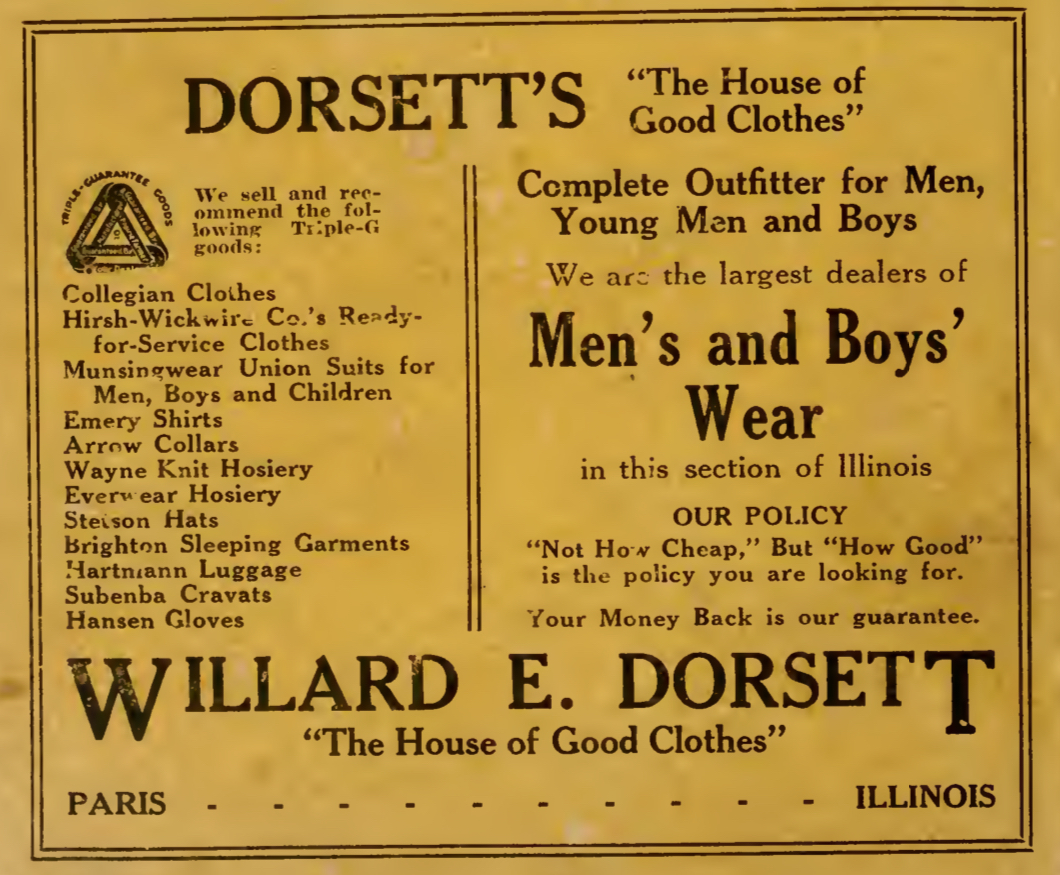 DORSETT'S
"The House of
Good Clothes"
TRIPLE-GUARANTEE GOODS
We sell and rec-
ommend the fol-
lowing Triple-G
goods:
Collegian Clothes
Hirsh-Wickwire Co.'s Ready-
for-Service Clothes
Munsingwear Union Suits for
Men, Boys and Children
Emery Shirts
Arrow Collars
Wayne Knit Hosiery
Everwear Hosiery
Stetson Hats
Brighton Sleeping Garments
Hartmann Luggage
Subenba Cravats
Hansen Gloves
Complete Outfitter for Men,
Young Men and Boys
We are the largest dealers of
Men's and Boys'
Wear
in this section of Illinois
OUR POLICY
"Not How Cheap," But "How Good"
is the policy you are looking for.
Your Money Back is our guarantee.
WILLARD E. DORSETT
"The House of Good Clothes"
PARIS - - - - - - - - - - ILLINOIS